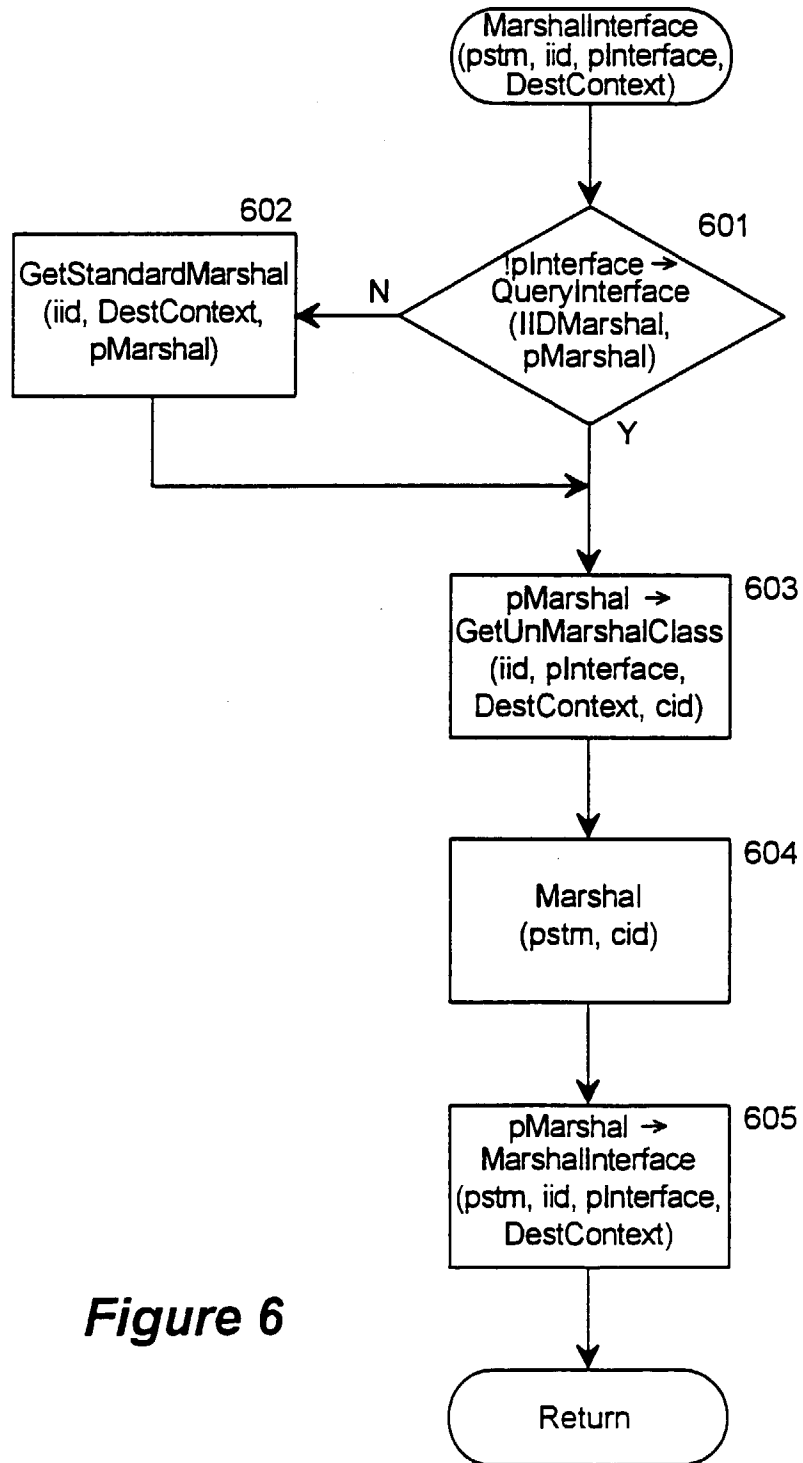 MarshalInterface
(pstm, iid, pInterface,
DestContext)
602
601
GetStandardMarshal
(iid, DestContext,
pMarshal)
N
!pInterface →
QueryInterface
(IIDMarshal,
pMarshal)
Y
603
pMarshal →
GetUnMarshalClass
(iid, pInterface,
DestContext, cid)
604
Marshal
(pstm, cid)
605
pMarshal →
MarshalInterface
(pstm, iid, pInterface,
DestContext)
Figure 6
Return